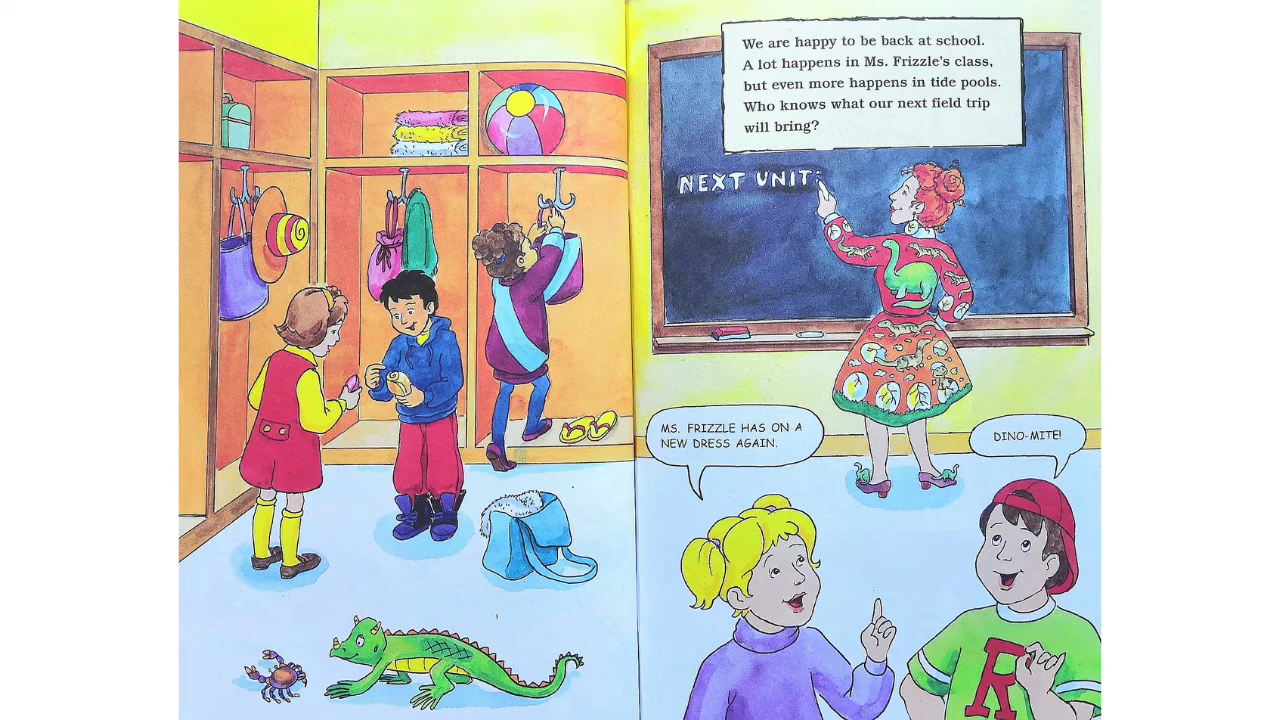 We are happy to be back at school.
A lot happens in Ms. Frizzle's class,
but even more happens in tide pools.
Who knows what our next field trip
will bring?
NEXT UNIT:
MS. FRIZZLE HAS ON A
NEW DRESS AGAIN.
DINO-MITE!
R